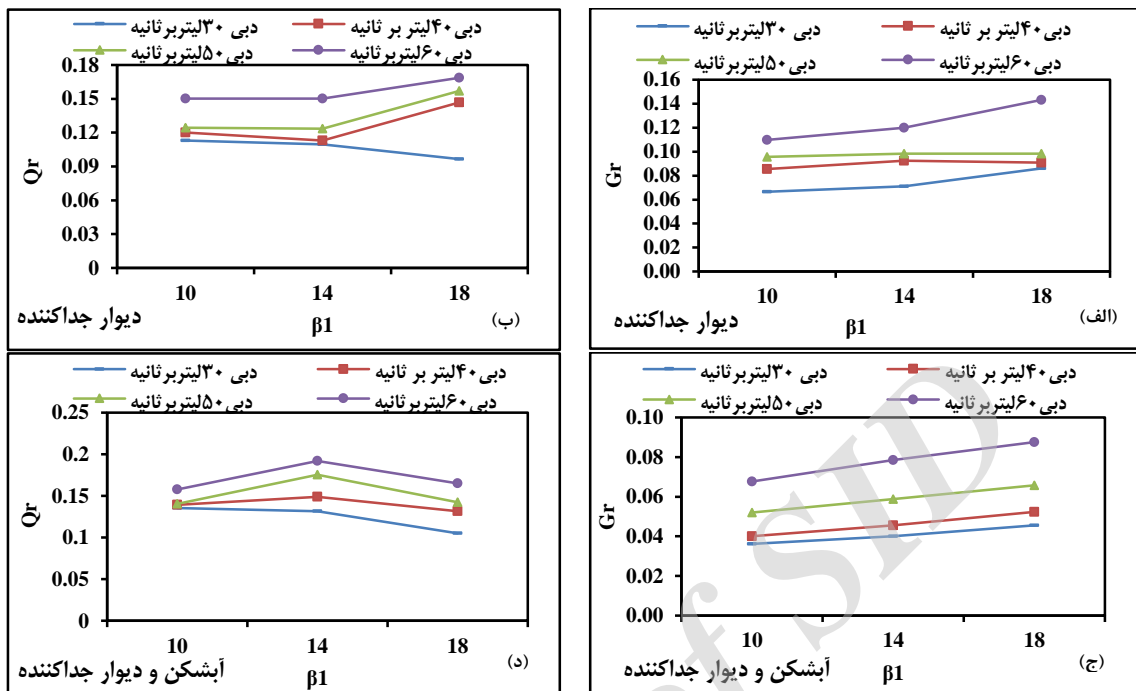 دبی ۳۰لیتربرثانیه دبی۴۰لیتر بر ثانیه
دبی۵۰لیتربرثانیه دبی۶۰لیتربرثانیه
0.16
0.14
0.12
0.10
0.08
0.06
0.04
0.02
0.00
Gr
10 14 18
β1
دیوار جداکننده
(الف)
دبی ۳۰لیتربرثانیه دبی۴۰لیتر بر ثانیه
دبی۵۰لیتربرثانیه دبی۶۰لیتربرثانیه
0.18
0.15
0.12
0.09
0.06
0.03
0
Qr
10 14 18
β1
دیوار جداکننده
(ب)
دبی ۳۰لیتربرثانیه دبی۴۰لیتر بر ثانیه
دبی۵۰لیتربرثانیه دبی۶۰لیتربرثانیه
0.10
0.08
0.06
0.04
0.02
0.00
Gr
10 14 18
β1
آبشکن و دیوار جداکننده
(ج)
دبی ۳۰لیتربرثانیه دبی۴۰لیتر بر ثانیه
دبی۵۰لیتربرثانیه دبی۶۰لیتربرثانیه
0.25
0.2
0.15
0.1
0.05
0
Qr
10 14 18
β1
آبشکن و دیوار جداکننده
(د)
of SID